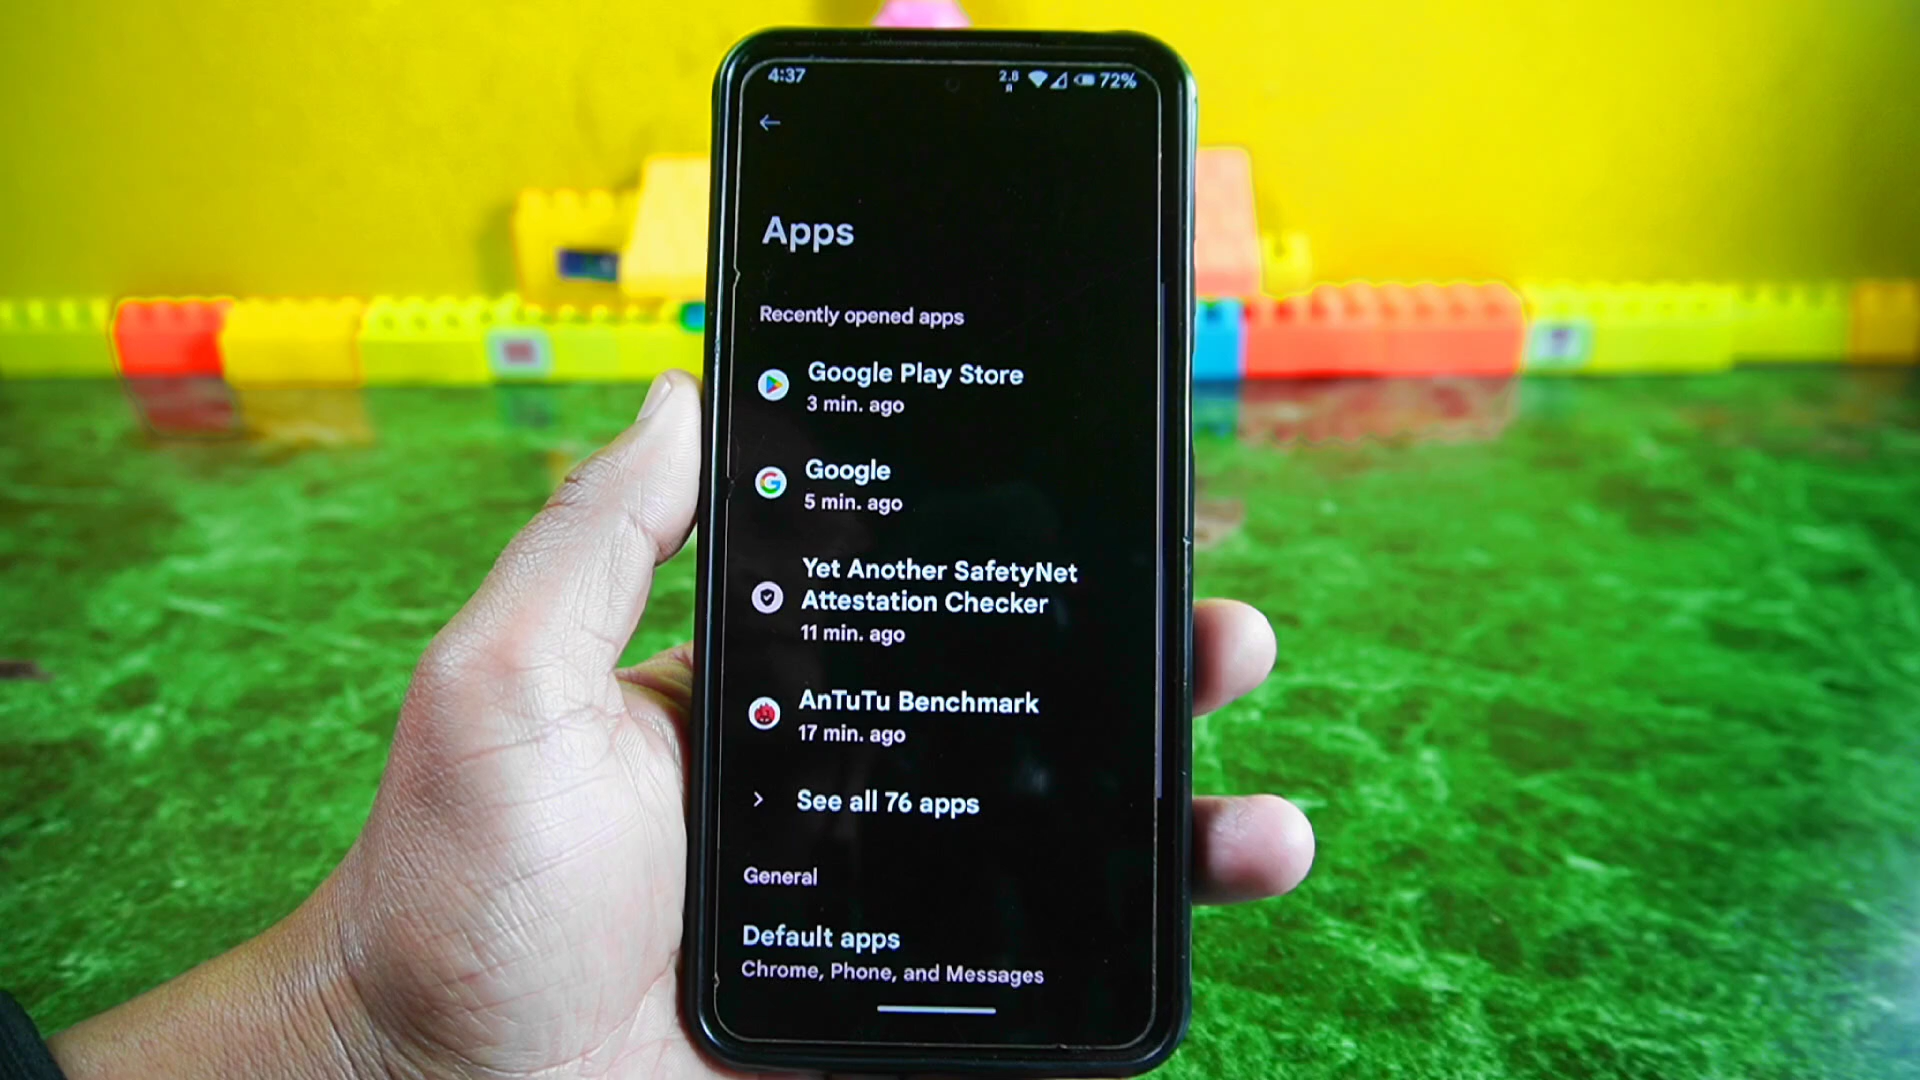 4:37
2.8
72%
Apps
Recently opened apps
Google Play Store
3 min. ago
Google
5 min. ago
Yet Another SafetyNet
Attestation Checker
11 min. ago
AnTuTu Benchmark
17 min. ago
See all 76 apps
General
Default apps
Chrome, Phone, and Messages